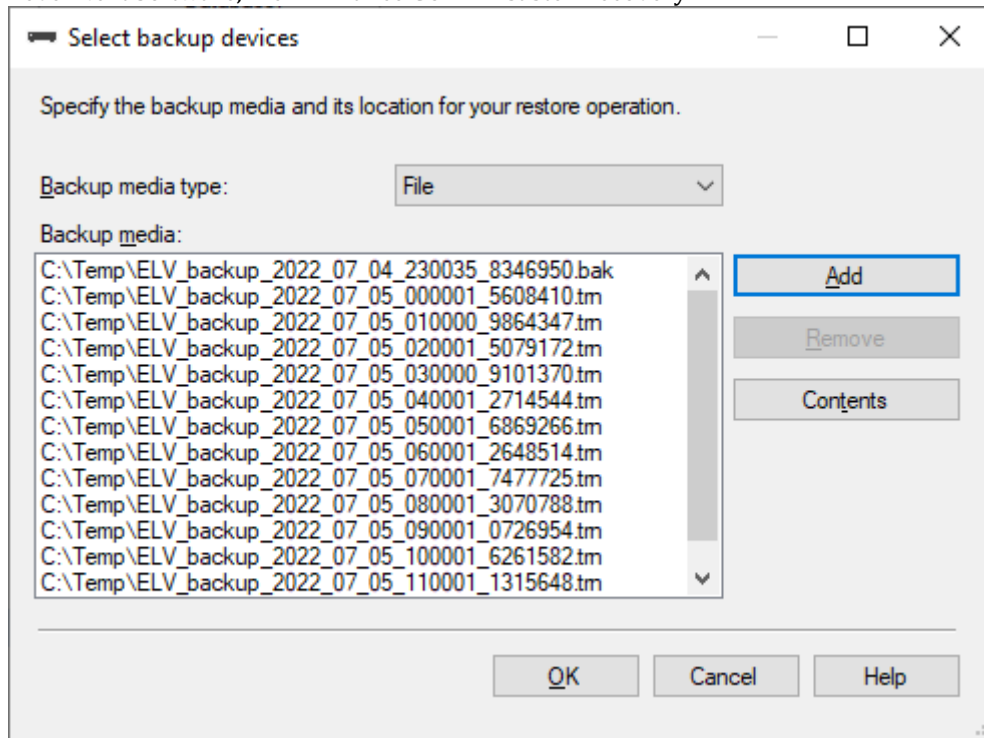 Select backup devices
Specify the backup media and its location for your restore operation.
Backup media type:
File
Backup media:
C:\Temp\ELV_backup_2022_07_04_230035_8346950.bak
C:\Temp\ELV_backup_2022_07_05_000001_5608410.trn
C:\Temp\ELV_backup_2022_07_05_010000_9864347.trn
C:\Temp\ELV_backup_2022_07_05_020001_5079172.trn
C:\Temp\ELV_backup_2022_07_05_030000_9101370.trn
C:\Temp\ELV_backup_2022_07_05_040001_2714544.trn
C:\Temp\ELV_backup_2022_07_05_050001_6869266.trn
C:\Temp\ELV_backup_2022_07_05_060001_2648514.trn
C:\Temp\ELV_backup_2022_07_05_070001_7477725.trn
C:\Temp\ELV_backup_2022_07_05_080001_3070788.trn
C:\Temp\ELV_backup_2022_07_05_090001_0726954.trn
C:\Temp\ELV_backup_2022_07_05_100001_6261582.trn
C:\Temp\ELV_backup_2022_07_05_110001_1315648.trn
Add
Remove
Contents
OK
Cancel
Help